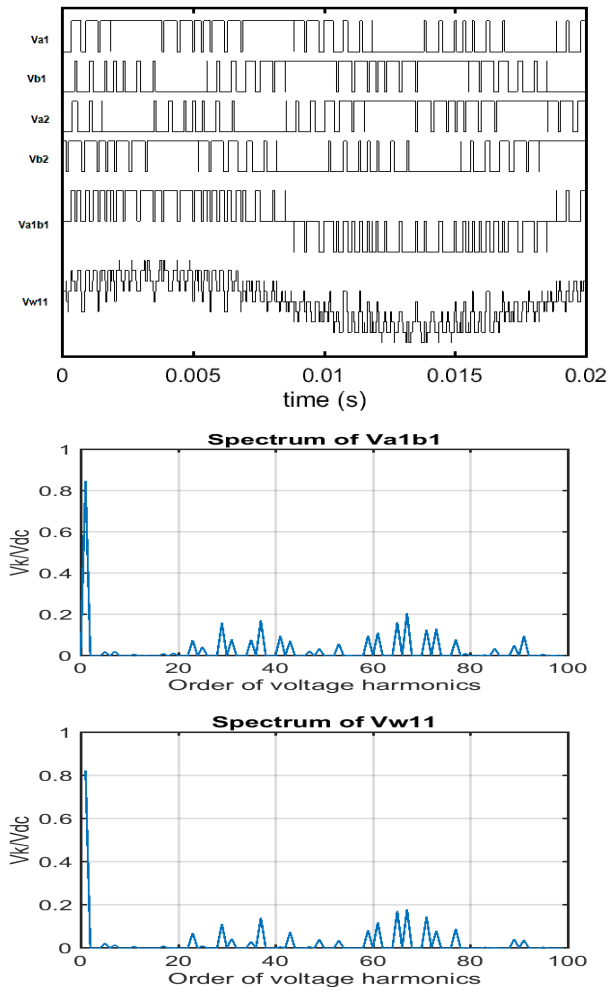 Va1
Vb1
Va2
Vb2
Va1b1
Vw11
0 0.005 0.01 0.015 0.02
time (s)
Spectrum of Va1b1
Vk/Vdc
1
0.8
0.6
0.4
0.2
0
0 20 40 60 80 100
Order of voltage harmonics
Spectrum of Vw11
Vk/Vdc
1
0.8
0.6
0.4
0.2
0
0 20 40 60 80 100
Order of voltage harmonics